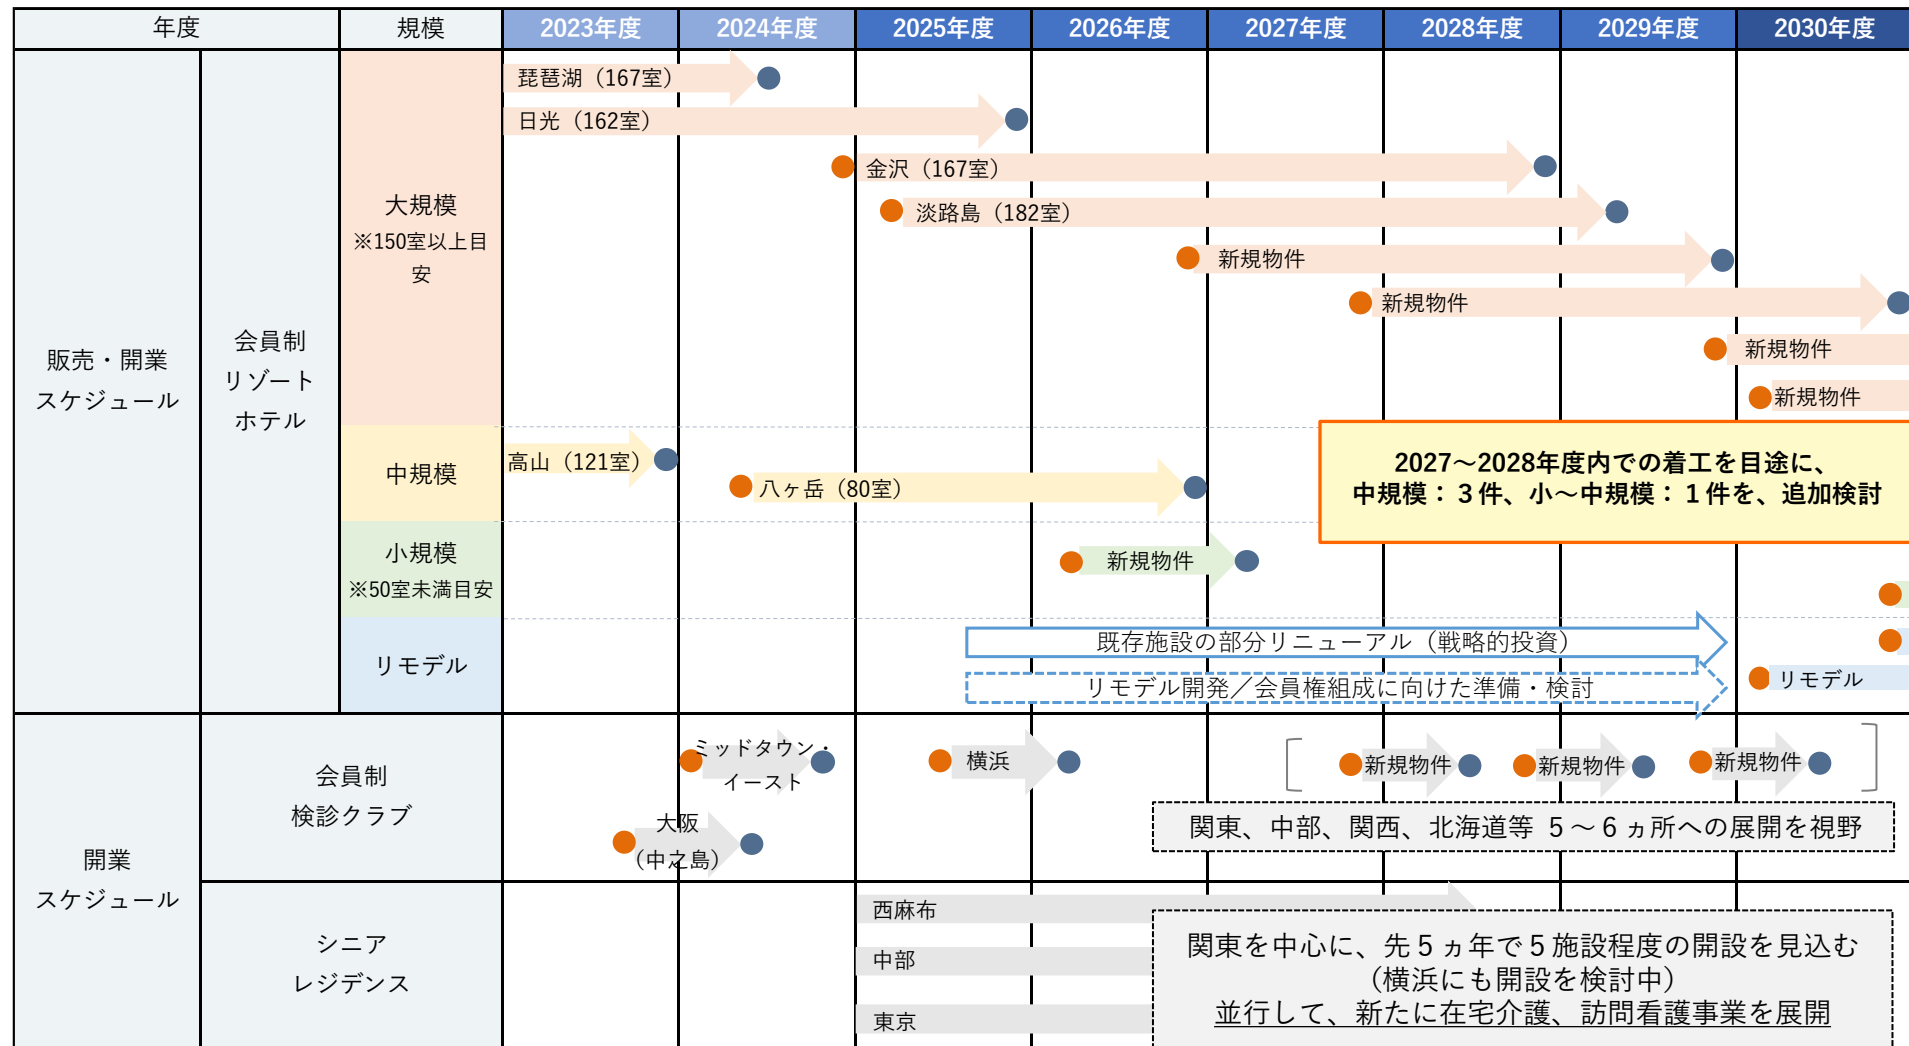 年度
規模
2023年度
2024年度
2025年度
2026年度
2027年度
2028年度
2029年度
2030年度
販売・開業
スケジュール
会員制
リゾート
ホテル
大規模
※150室以上目
安
琵琶湖（167室）
日光（162室）
金沢（167室）
淡路島（182室）
新規物件
新規物件
新規物件
新規物件
中規模
高山（121室）
八ヶ岳（80室）
2027～2028年度内での着工を目途に、
中規模：３件、小～中規模：１件を、追加検討
小規模
※50室未満目安
新規物件
リモデル
既存施設の部分リニューアル（戦略的投資）
リモデル開発／会員権組成に向けた準備・検討
リモデル
開業
スケジュール
会員制
検診クラブ
ミッドタウン・
イースト
横浜
新規物件
新規物件
新規物件
大阪
（中之島）
関東、中部、関西、北海道等 ５～６ヵ所への展開を視野
シニア
レジデンス
西麻布
中部
東京
関東を中心に、先５ヵ年で５施設程度の開設を見込む
（横浜にも開設を検討中）
並行して、新たに在宅介護、訪問看護事業を展開